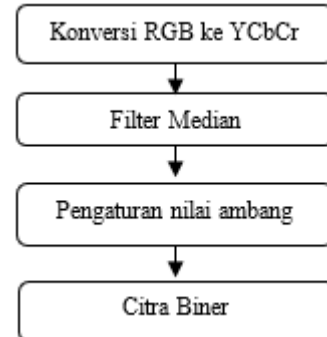 Konversi RGB ke YCbCr
Filter Median
Pengaturan nilai ambang
Citra Biner